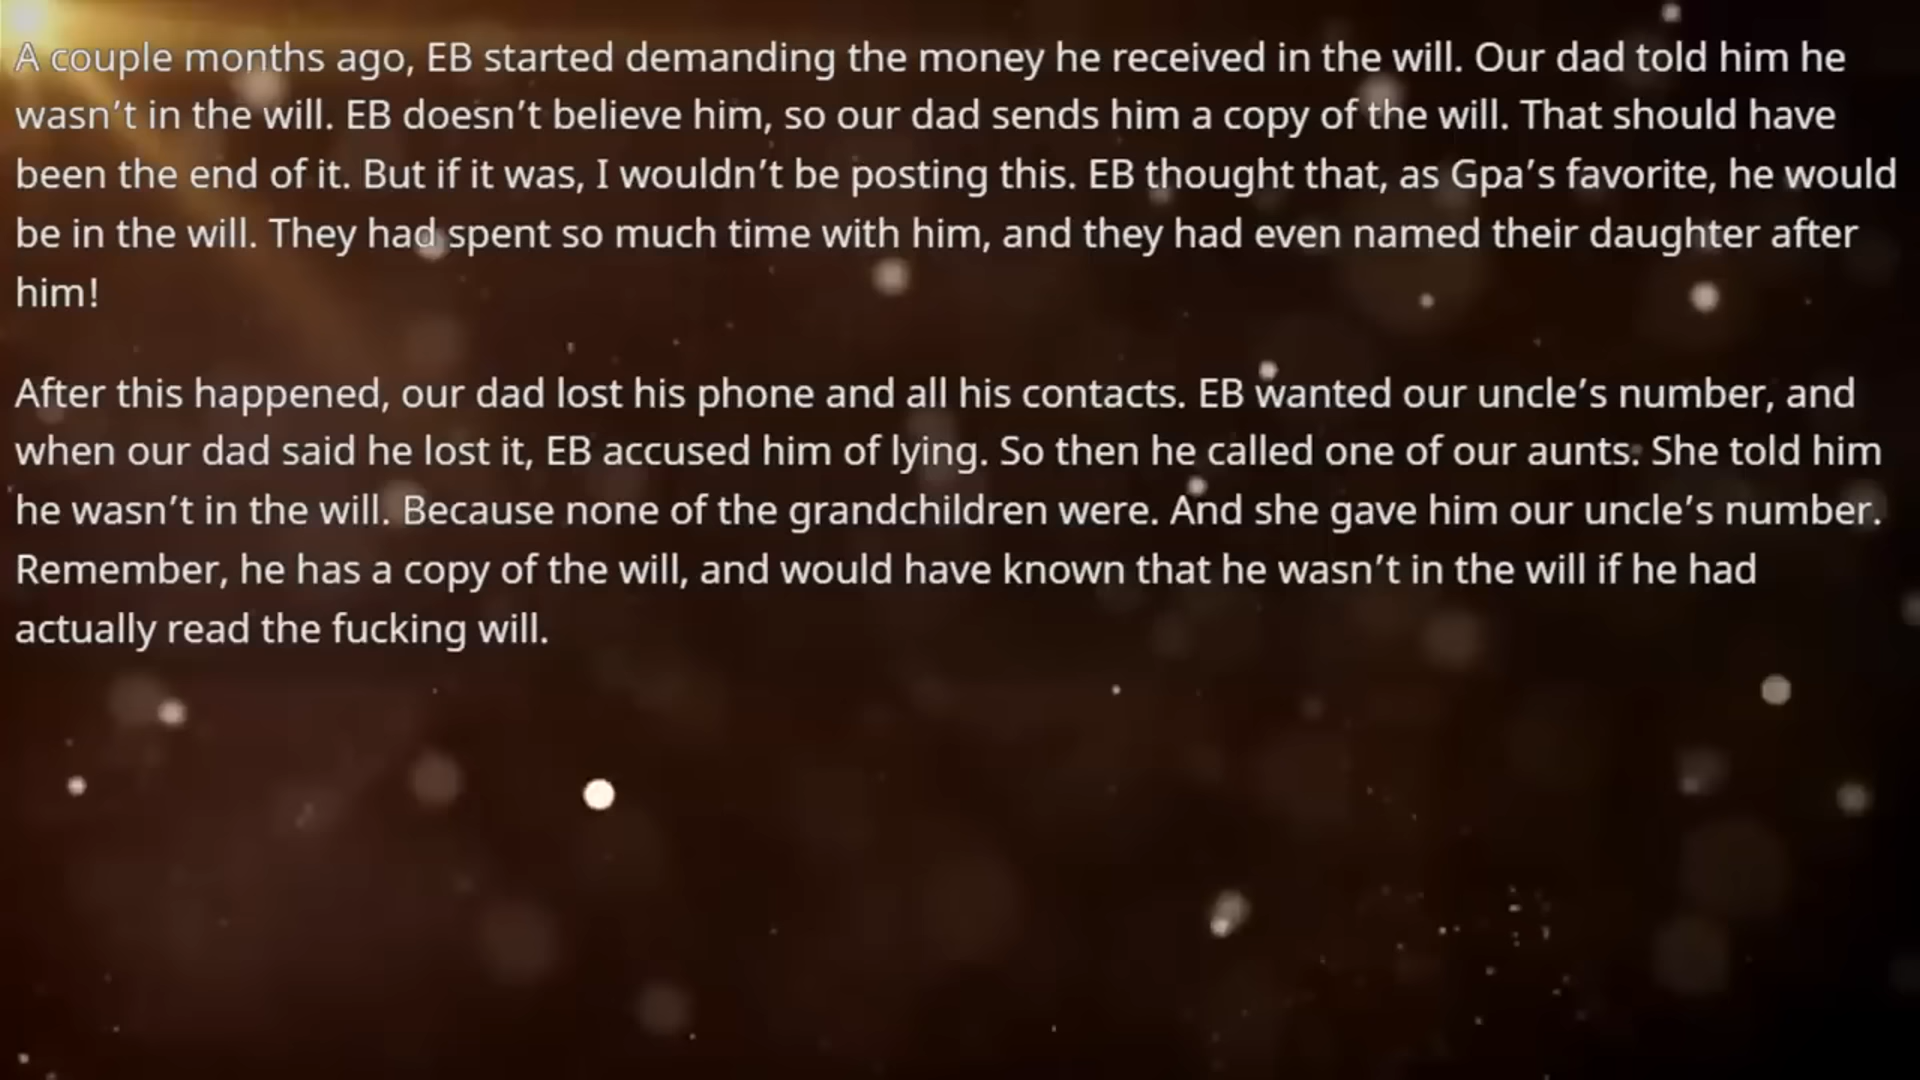 A couple months ago, EB started demanding the money he received in the will. Our dad told him he
wasn’t in the will. EB doesn’t believe him, so our dad sends him a copy of the will. That should have
been the end of it. But if it was, I wouldn’t be posting this. EB thought that, as Gpa’s favorite, he would
be in the will. They had spent so much time with him, and they had even named their daughter after
him!
After this happened, our dad lost his phone and all his contacts. EB wanted our uncle’s number, and
when our dad said he lost it, EB accused him of lying. So then he called one of our aunts. She told him
he wasn’t in the will. Because none of the grandchildren were. And she gave him our uncle’s number.
Remember, he has a copy of the will, and would have known that he wasn’t in the will if he had
actually read the fucking will.